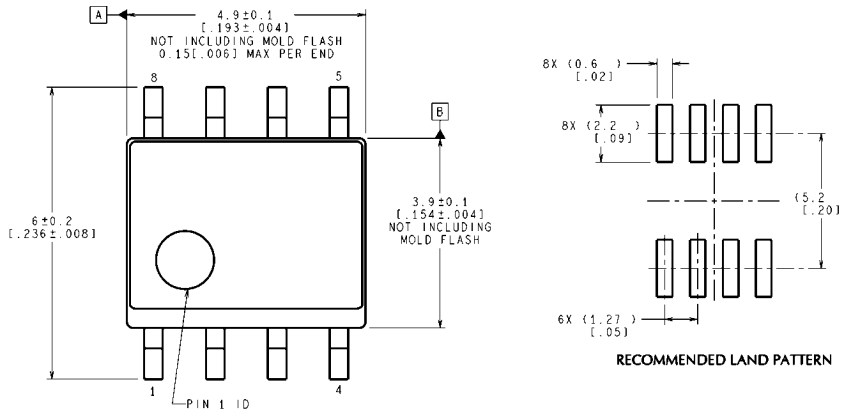 A
4.9±0.1
[.193±.004]
NOT INCLUDING MOLD FLASH
0.15[.006] MAX PER END
8
5
B
6±0.2
[.236±.008]
3.9±0.1
[.154±.004]
NOT INCLUDING
MOLD FLASH
1
4
PIN 1 ID
8X (0.6 )
[.02]
8X (2.2 )
[.09]
(5.2
[.20]
6X (1.27 )
[.05]
RECOMMENDED LAND PATTERN